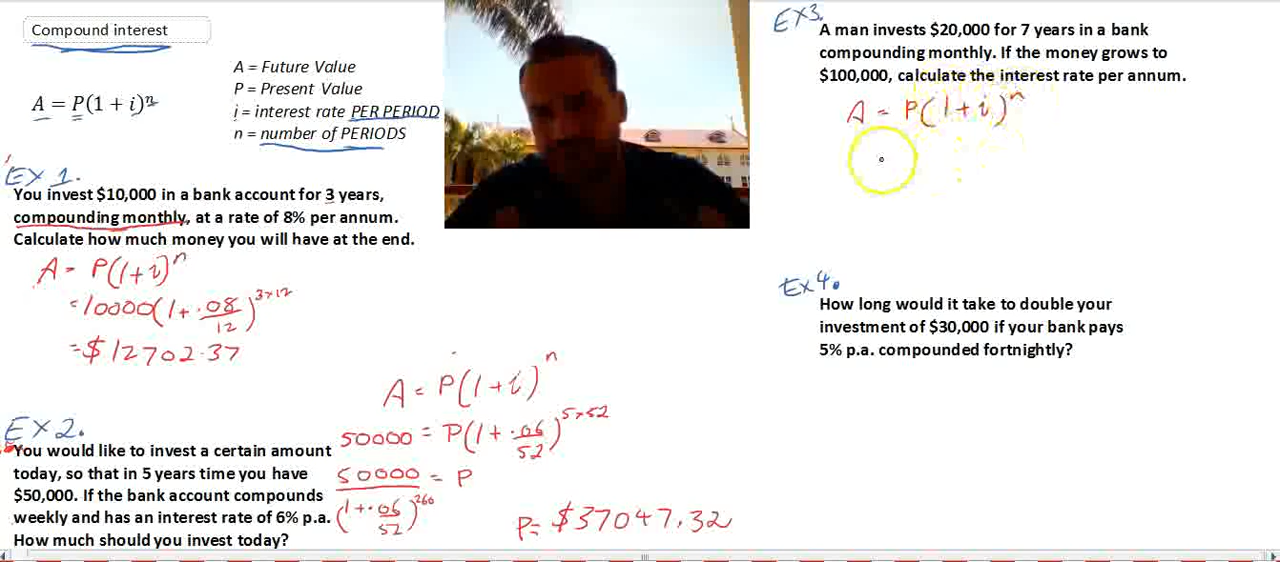 Compound interest
A = P(1 + i)ⁿ
A = Future Value
P = Present Value
i = interest rate PER PERIOD
n = number of PERIODS
EX 1.
You invest $10,000 in a bank account for 3 years,
compounding monthly, at a rate of 8% per annum.
Calculate how much money you will have at the end.
A = P(1+i)ⁿ
=10000(1+.08/12)^3×12
=$12702.37
EX2.
You would like to invest a certain amount
today, so that in 5 years time you have
$50,000. If the bank account compounds
weekly and has an interest rate of 6% p.a.
How much should you invest today?
A = P(1+i)ⁿ
50000 = P(1+.06/52)^5×52
50000/(1+.06/52)^260 = P
P= $37047.32
EX3.
A man invests $20,000 for 7 years in a bank
compounding monthly. If the money grows to
$100,000, calculate the interest rate per annum.
A = P(1+i)ⁿ
EX4.
How long would it take to double your
investment of $30,000 if your bank pays
5% p.a. compounded fortnightly?